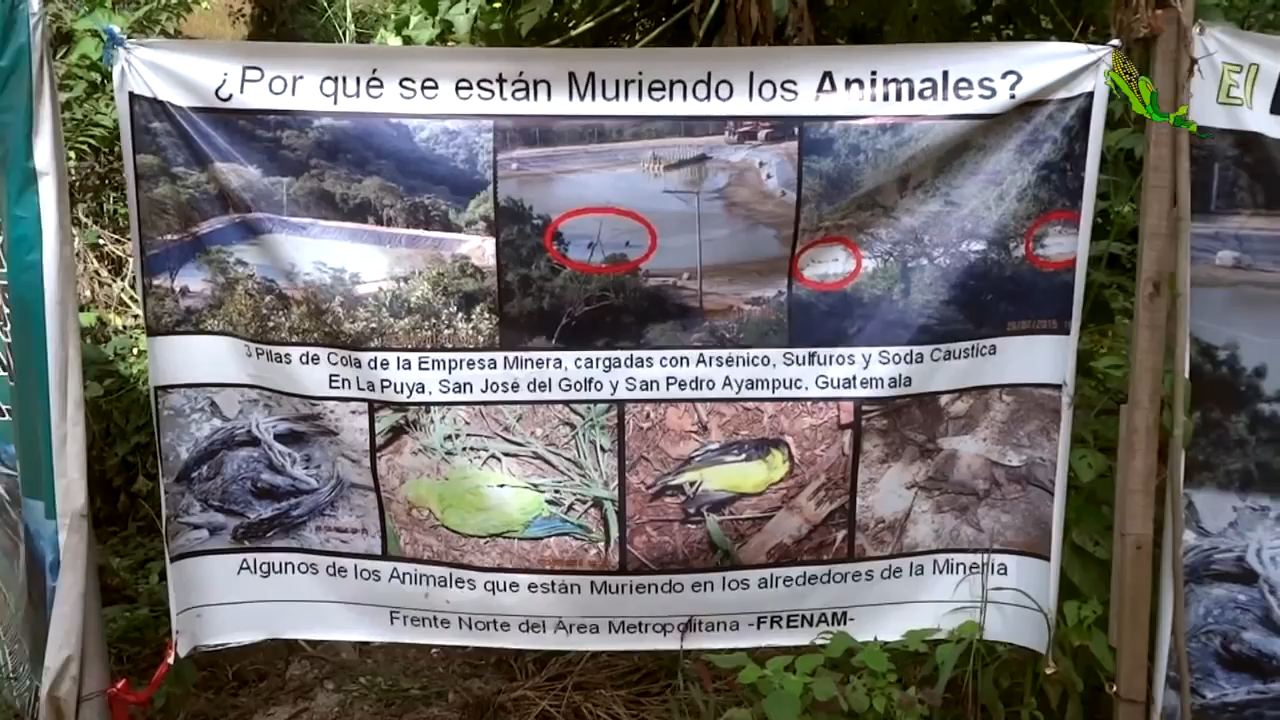 ¿Por qué se están Muriendo los Animales?
El
3 Pilas de Cola de la Empresa Minera, cargadas con Arsénico, Sulfuros y Soda Caustica
En La Puya, San José del Golfo y San Pedro Ayampuc, Guatemala
Algunos de los Animales que están Muriendo en los alrededores de la Minería
Frente Norte del Área Metropolitana -FRENAM-